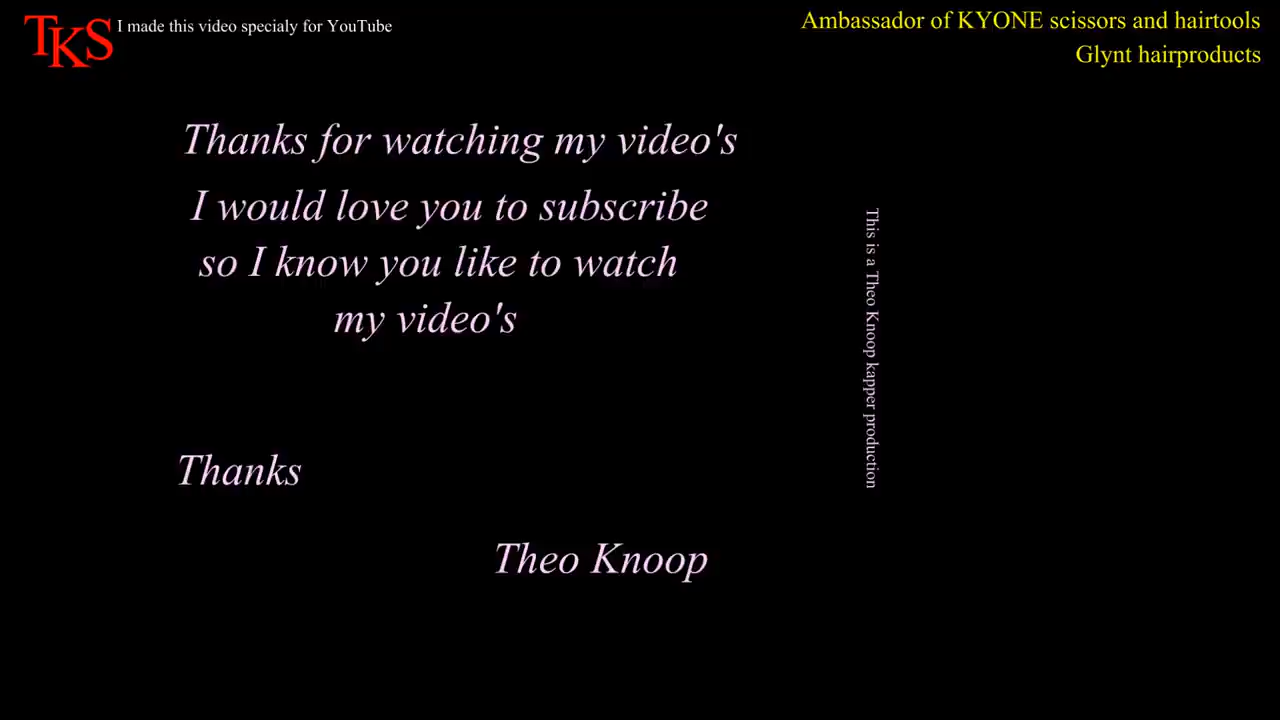 TKS I made this video specialy for YouTube
Ambassador of KYONE scissors and hairtools
Glynt hairproducts
Thanks for watching my video's
I would love you to subscribe
so I know you like to watch
my video's
This is a Theo Knoop kapper production
Thanks
Theo Knoop